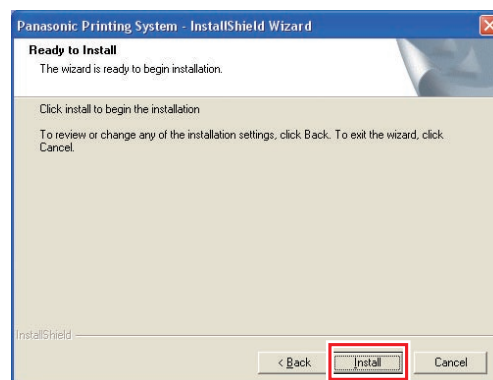 Panasonic Printing System - InstallShield Wizard
Ready to Install
The wizard is ready to begin installation.
Click install to begin the installation
To review or change any of the installation settings, click Back. To exit the wizard, click
Cancel.
InstallShield
< Back
Install
Cancel